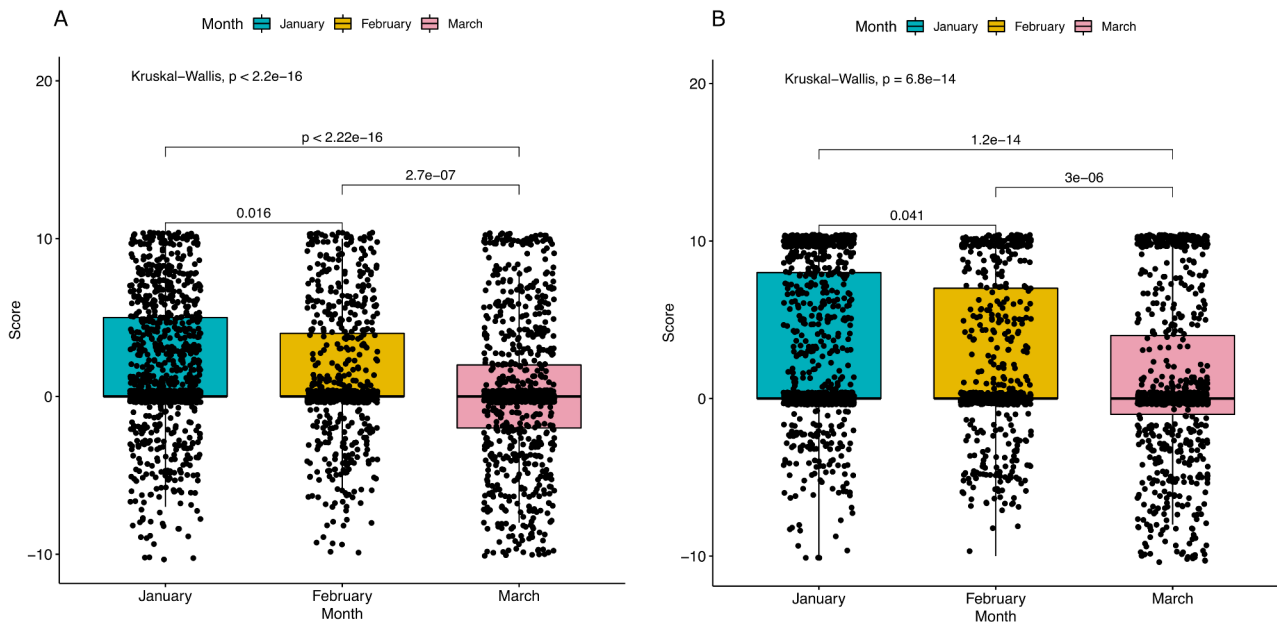 A
Month January February March
20
Kruskal−Wallis, p < 2.2e−16
p < 2.22e−16
2.7e−07
0.016
10
Score
0
−10
January February March
Month
B
Month January February March
20
Kruskal−Wallis, p = 6.8e−14
1.2e−14
3e−06
0.041
10
Score
0
−10
January February March
Month